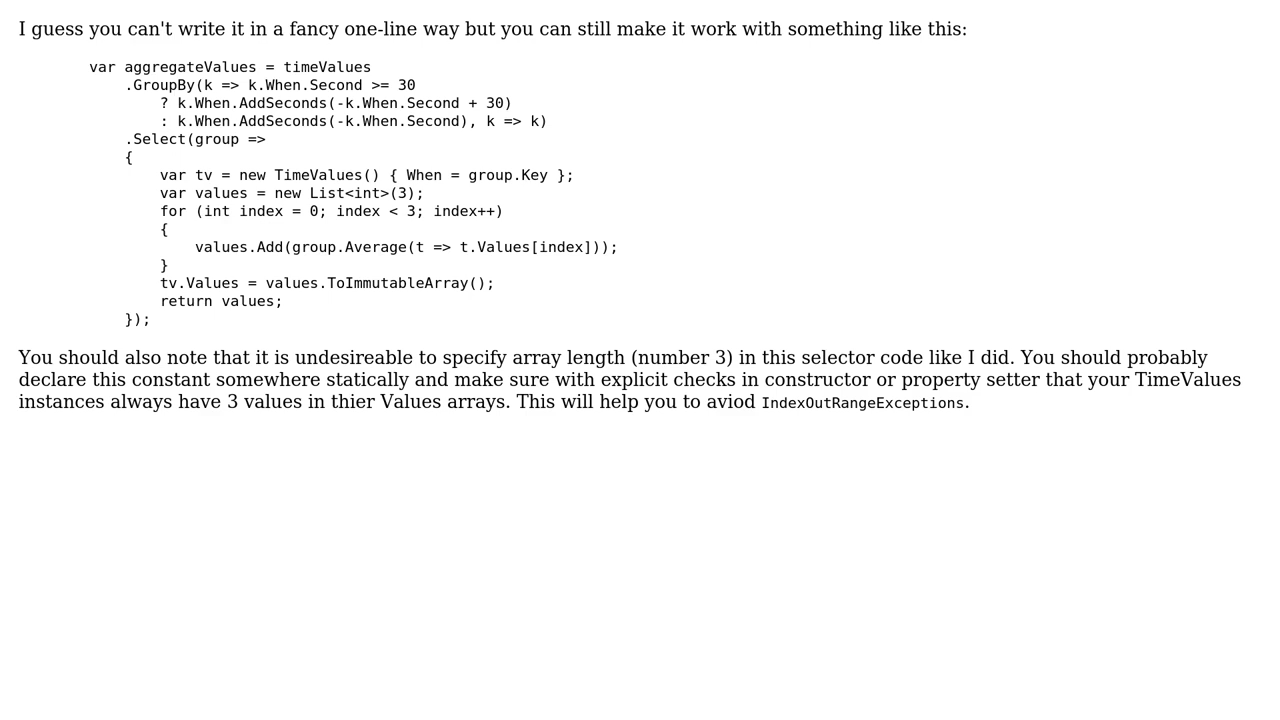 I guess you can't write it in a fancy one-line way but you can still make it work with something like this:
var aggregateValues = timeValues
    .GroupBy(k => k.When.Second >= 30
        ? k.When.AddSeconds(-k.When.Second + 30)
        : k.When.AddSeconds(-k.When.Second), k => k)
    .Select(group =>
    {
        var tv = new TimeValues() { When = group.Key };
        var values = new List<int>(3);
        for (int index = 0; index < 3; index++)
        {
            values.Add(group.Average(t => t.Values[index]));
        }
        tv.Values = values.ToImmutableArray();
        return values;
    });
You should also note that it is undesireable to specify array length (number 3) in this selector code like I did. You should probably
declare this constant somewhere statically and make sure with explicit checks in constructor or property setter that your TimeValues
instances always have 3 values in thier Values arrays. This will help you to aviod IndexOutRangeExceptions.